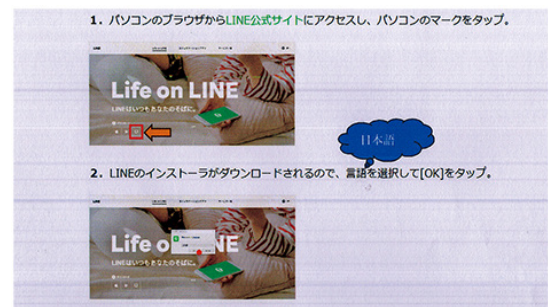 1. パソコンのブラウザからLINE公式サイトにアクセスし、パソコンのマークをタップ。
LINE
Life on LINE
LINEはいつもあなたのそばに。
日本語
2. LINEのインストーラがダウンロードされるので、言語を選択して[OK]をタップ。
LINE
Life o
NE
LINEはいつもあなたのそばに。